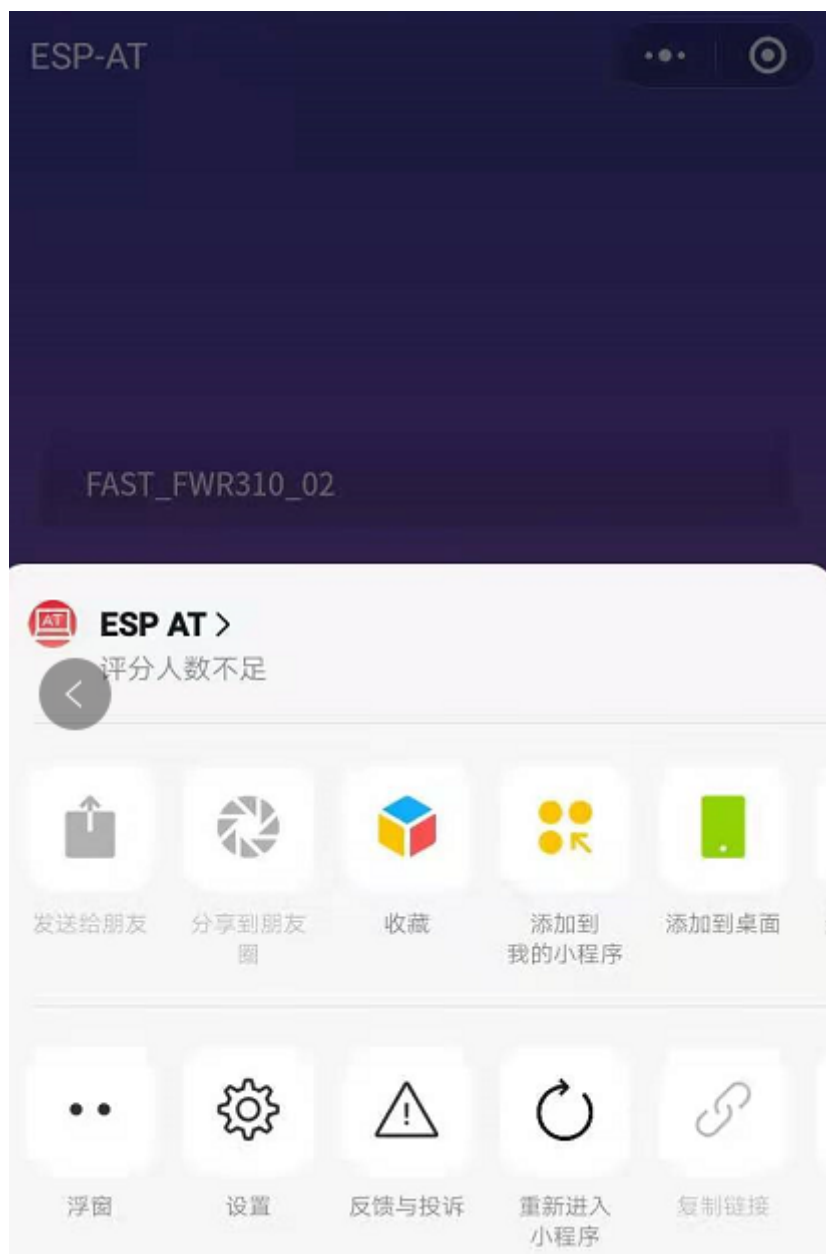 ESP-AT
FAST_FWR310_02
AT
ESP AT >
评分人数不足
发送给朋友
分享到朋友
圈
收藏
添加到
我的小程序
添加到桌面
浮窗
设置
反馈与投诉
重新进入
小程序
复制链接